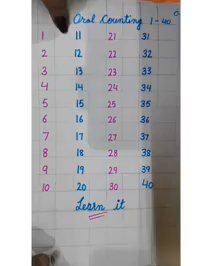 Oral Counting 1-40
1 11 21 31
2 12 22 32
3 13 23 33
4 14 24 34
5 15 25 35
6 16 26 36
7 17 27 37
8 18 28 38
9 19 29 39
10 20 30 40
Learn it